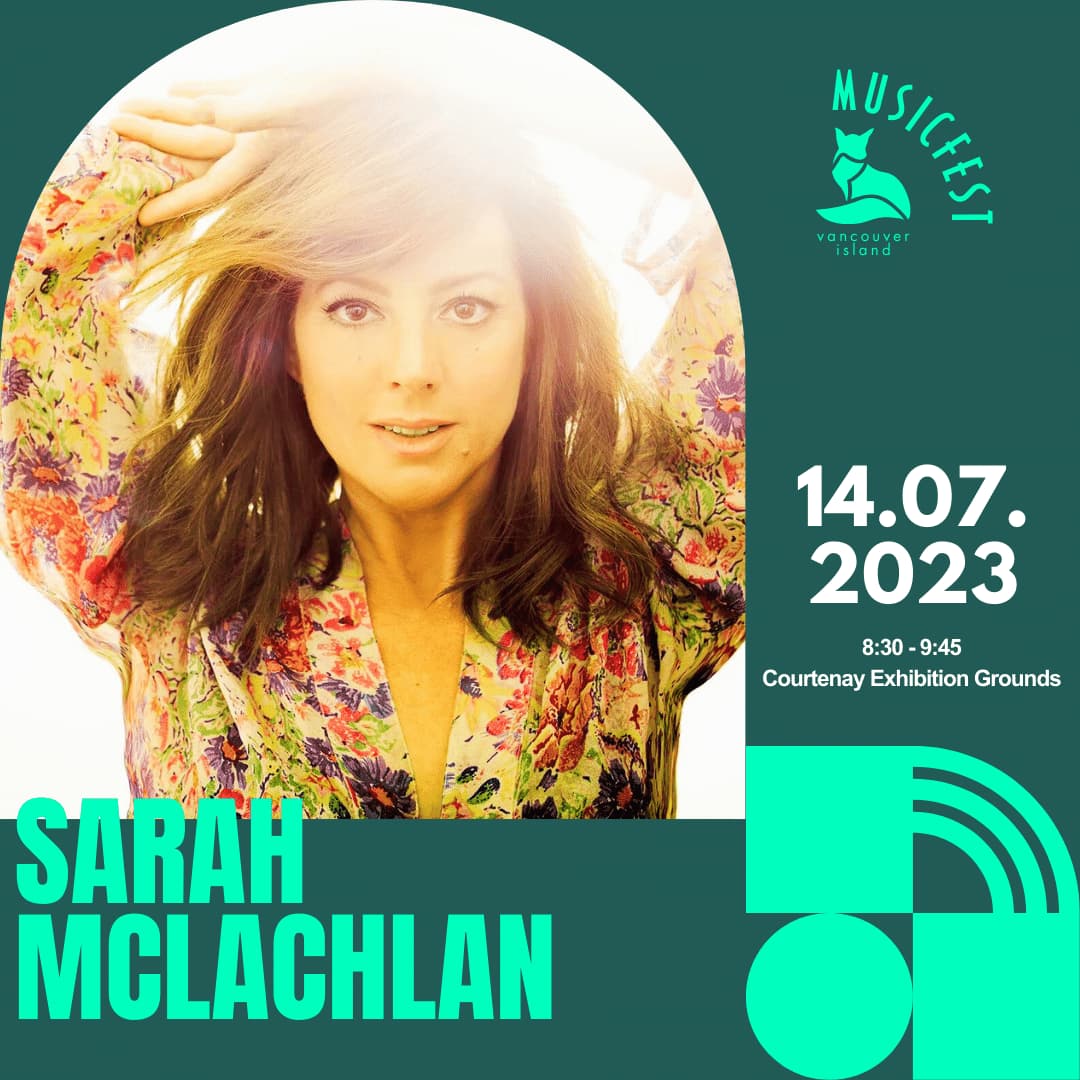 MUSICFEST
vancouver
island
14.07.
2023
8:30 - 9:45
Courtenay Exhibition Grounds
SARAH
MCLACHLAN